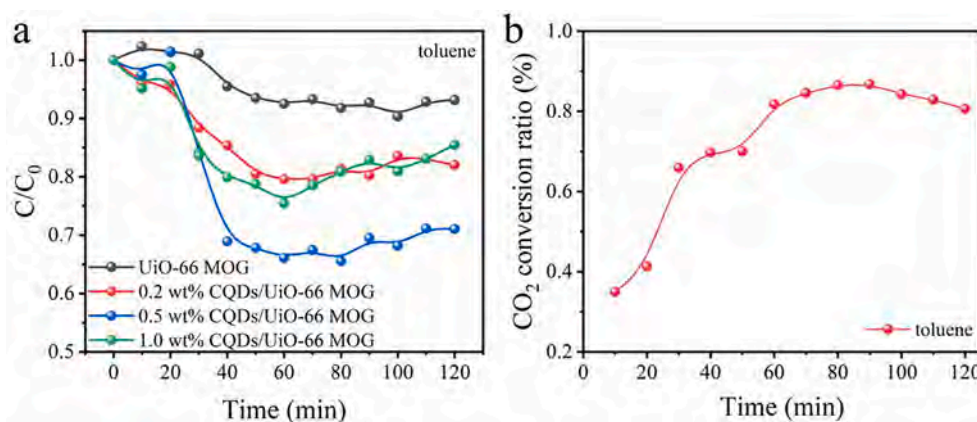 a
toluene
C/C0
1.0
0.9
0.8
0.7
0.6
0.5
UiO-66 MOG
0.2 wt% CQDs/UiO-66 MOG
0.5 wt% CQDs/UiO-66 MOG
1.0 wt% CQDs/UiO-66 MOG
0 20 40 60 80 100 120
Time (min)
b
CO2 conversion ratio (%)
1.0
0.8
0.6
0.4
0.2
toluene
0 20 40 60 80 100 120
Time (min)